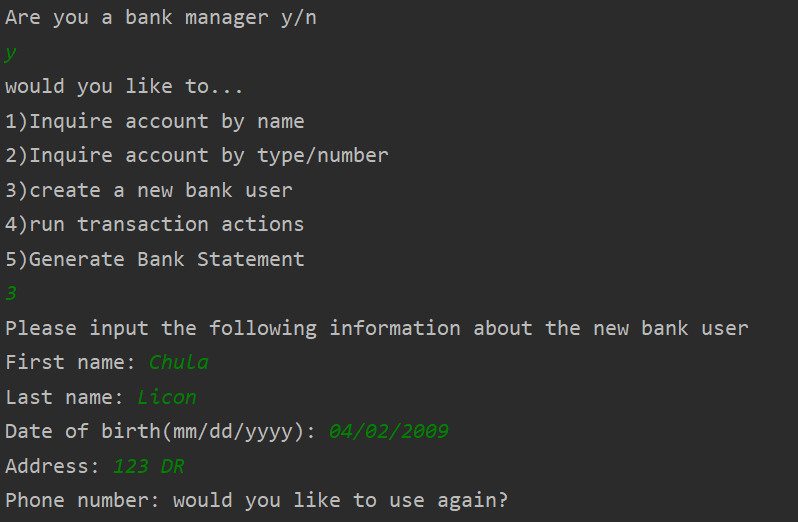 Are you a bank manager y/n
y
would you like to...
1)Inquire account by name
2)Inquire account by type/number
3)create a new bank user
4)run transaction actions
5)Generate Bank Statement
3
Please input the following information about the new bank user
First name: Chula
Last name: Licon
Date of birth(mm/dd/yyyy): 04/02/2009
Address: 123 DR
Phone number: would you like to use again?